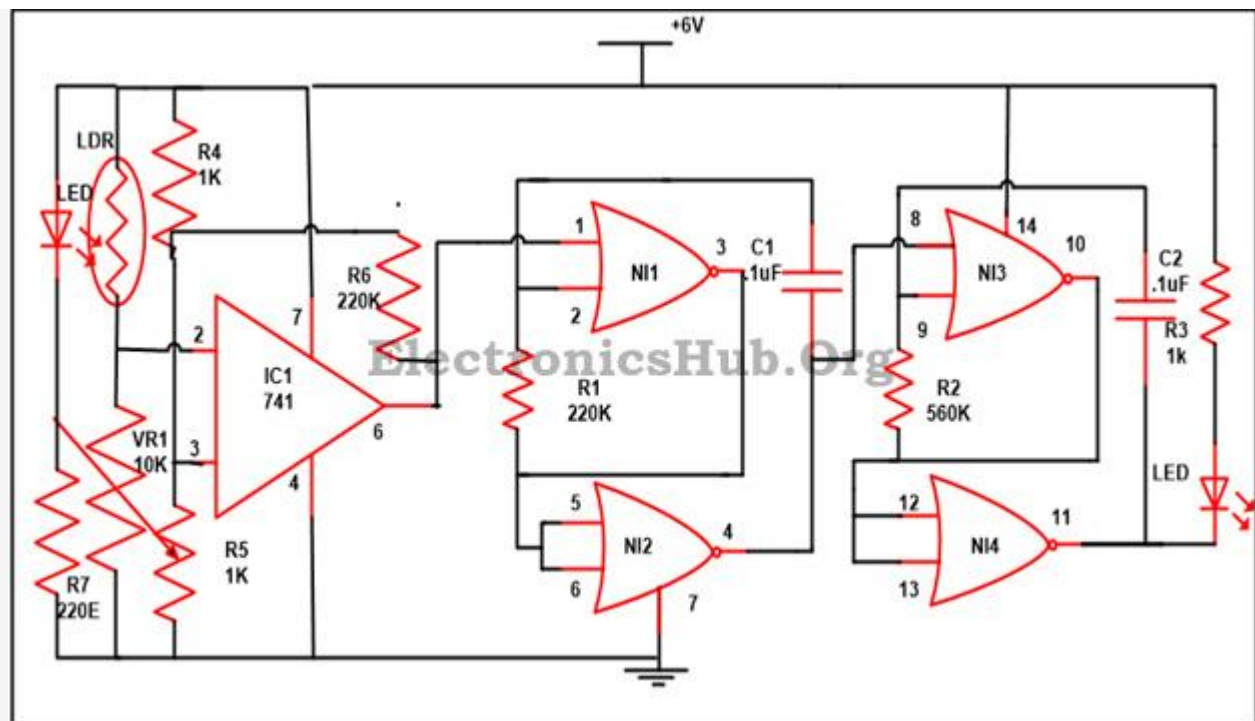 +6V
LDR
LED
R4
1K
R6
220K
1
2
3
NI1
C1
.1uF
8
9
14
10
NI3
C2
.1uF
R3
1k
2
7
IC1
741
6
3
4
VR1
10K
R1
220K
R2
560K
ElectronicsHub.Org
R5
1K
R7
220E
5
6
4
NI2
7
12
13
11
NI4
LED